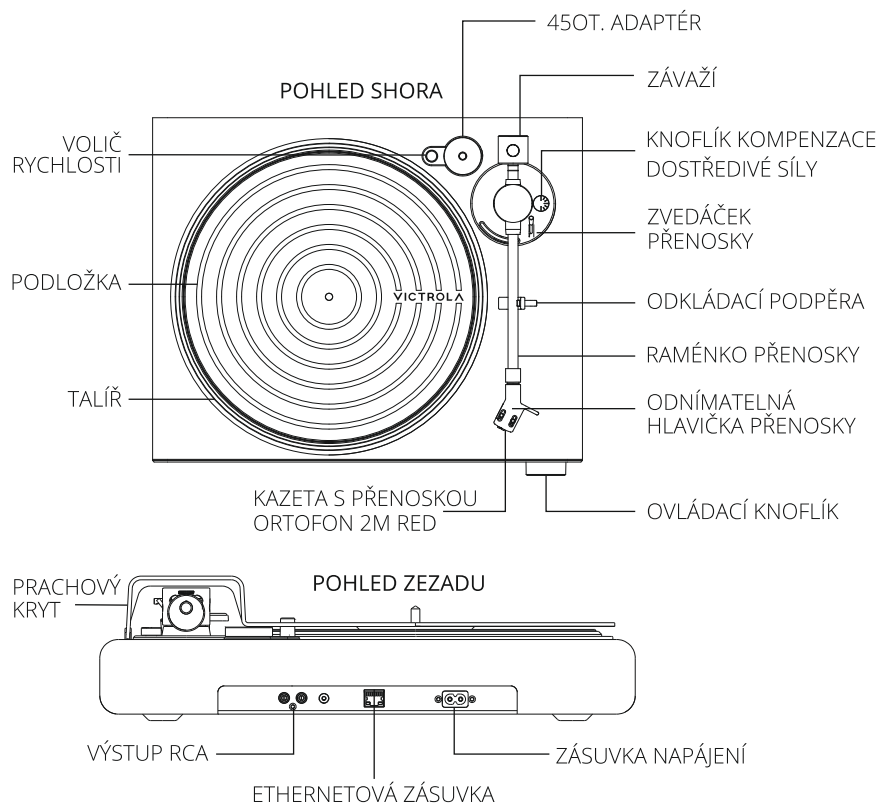 45OT. ADAPTÉR
POHLED SHORA
ZÁVAŽÍ
VOLIČ
RYCHLOSTI
KNOFLÍK KOMPENZACE
DOSTŘEDIVÉ SÍLY
ZVEDÁČEK
PŘENOSKY
PODLOŽKA
VICTROLA
ODKLÁDACÍ PODPĚRA
RAMÉNKO PŘENOSKY
TALÍŘ
ODNÍMATELNÁ
HLAVIČKA PŘENOSKY
KAZETA S PŘENOSKOU
ORTOFON 2M RED
OVLÁDACÍ KNOFLÍK
POHLED ZEZADU
PRACHOVÝ
KRYT
VÝSTUP RCA
ZÁSUVKA NAPÁJENÍ
ETHERNETOVÁ ZÁSUVKA